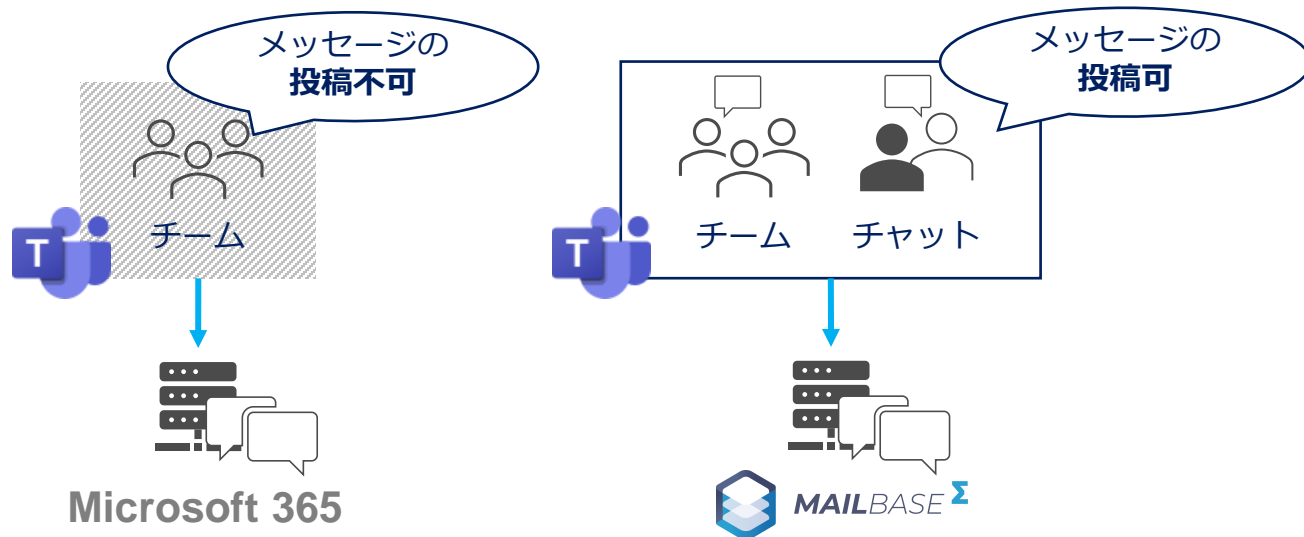 メッセージの
投稿不可
チーム
T
Microsoft 365
メッセージの
投稿可
チーム
チャット
T
MAILBASE Σ